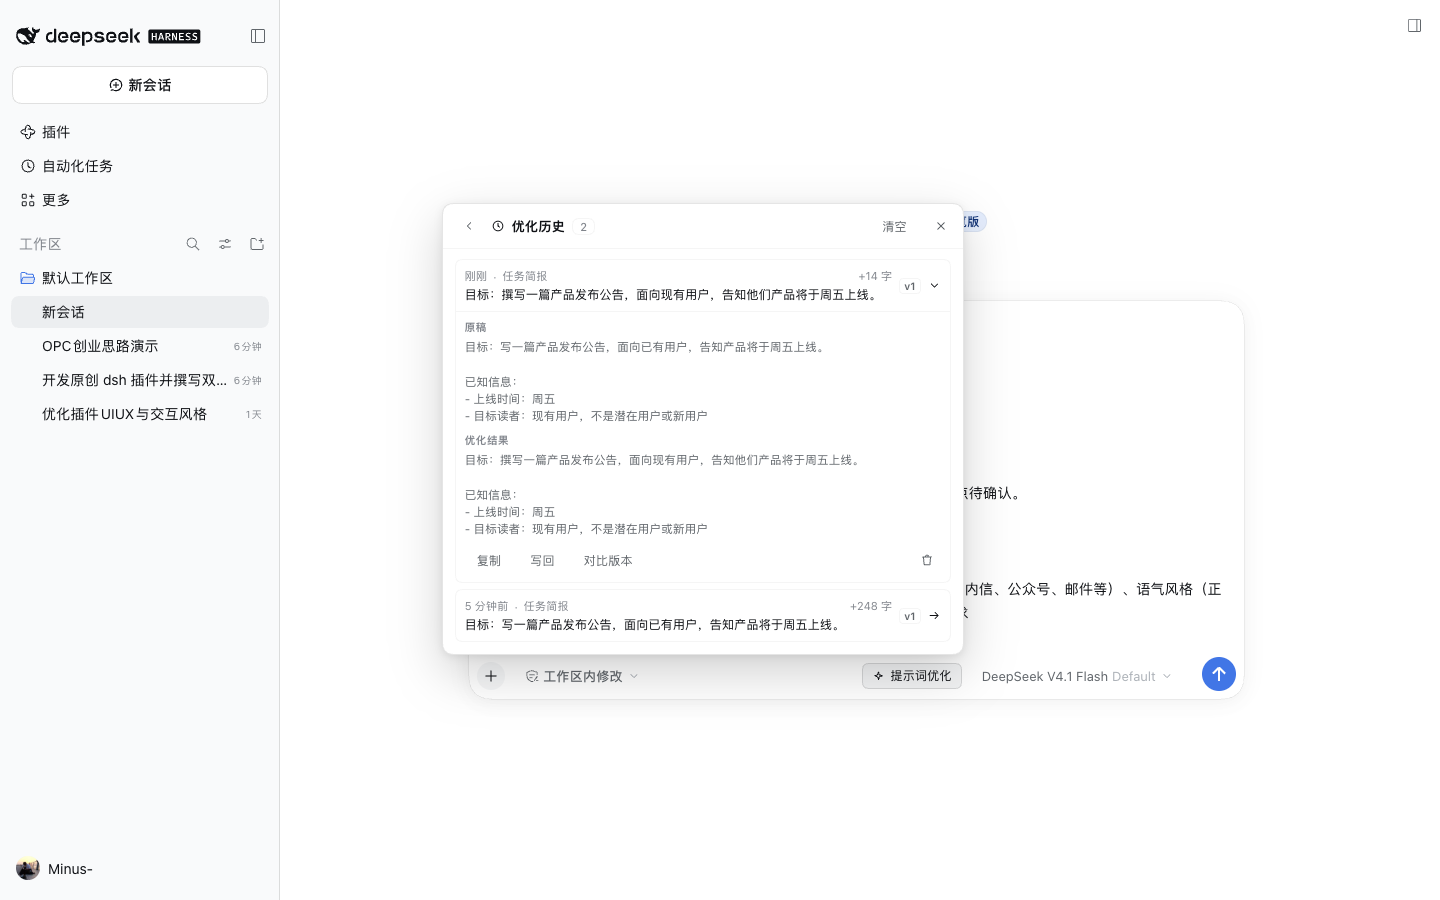 deepseek HARNESS
新会话
插件
自动化任务
更多
工作区
默认工作区
新会话
OPC创业思路演示 6分钟
开发原创 dsh 插件并撰写双... 6分钟
优化插件UIUX与交互风格 1天
Minus-
览版
优化历史 2 清空
刚刚 · 任务简报 +14 字
目标：撰写一篇产品发布公告，面向现有用户，告知他们产品将于周五上线。 v1
原稿
目标：写一篇产品发布公告，面向已有用户，告知产品将于周五上线。
已知信息：
- 上线时间：周五
- 目标读者：现有用户，不是潜在用户或新用户
优化结果
目标：撰写一篇产品发布公告，面向现有用户，告知他们产品将于周五上线。
已知信息：
- 上线时间：周五
- 目标读者：现有用户，不是潜在用户或新用户
复制 写回 对比版本
5 分钟前 · 任务简报 +248 字
目标：写一篇产品发布公告，面向已有用户，告知产品将于周五上线。 v1
待确认。
内信、公众号、邮件等）、语气风格（正
工作区内修改 提示词优化 DeepSeek V4.1 Flash Default